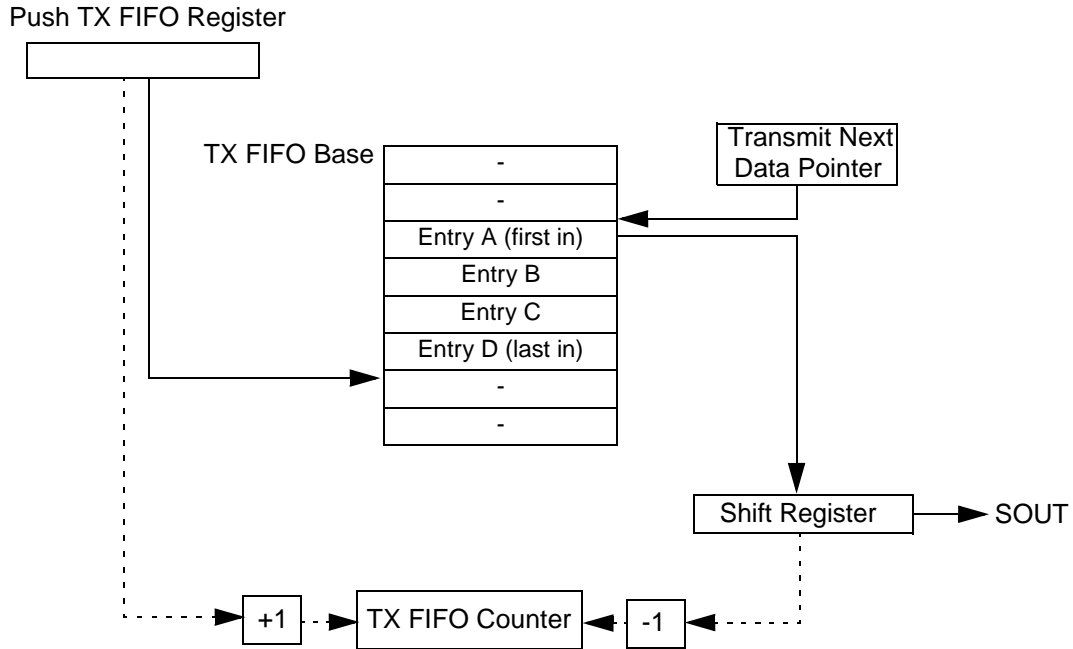 Push TX FIFO Register
TX FIFO Base
-
-
Entry A (first in)
Entry B
Entry C
Entry D (last in)
-
-
Transmit Next
Data Pointer
Shift Register
SOUT
+1
TX FIFO Counter
-1